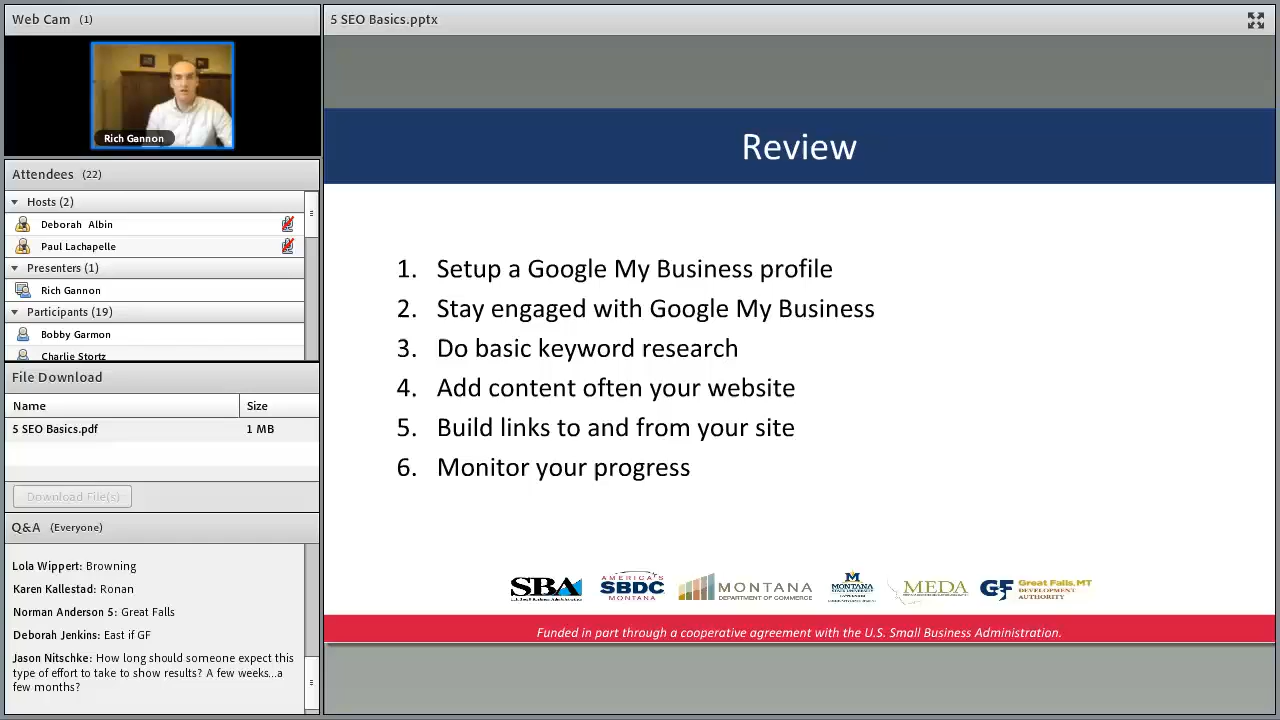 Web Cam (1)
Rich Gannon
Attendees (22)
Hosts (2)
Deborah Albin
Paul Lachapelle
Presenters (1)
Rich Gannon
Participants (19)
Bobby Garmon
Charlie Stortz
File Download
Name Size
5 SEO Basics.pdf 1 MB
Download File(s)
Q&A (Everyone)
Lola Wippert: Browning
Karen Kallestad: Ronan
Norman Anderson 5: Great Falls
Deborah Jenkins: East if GF
Jason Nitschke: How long should someone expect this
type of effort to take to show results? A few weeks...a
few months?
5 SEO Basics.pptx
Review
1. Setup a Google My Business profile
2. Stay engaged with Google My Business
3. Do basic keyword research
4. Add content often your website
5. Build links to and from your site
6. Monitor your progress
SBA
U.S. Small Business Administration
AMERICA'S
SBDC
MONTANA
MONTANA
DEPARTMENT OF COMMERCE
M
MONTANA
STATE UNIVERSITY
MEDA
GF Great Falls, MT
DEVELOPMENT
AUTHORITY
Funded in part through a cooperative agreement with the U.S. Small Business Administration.